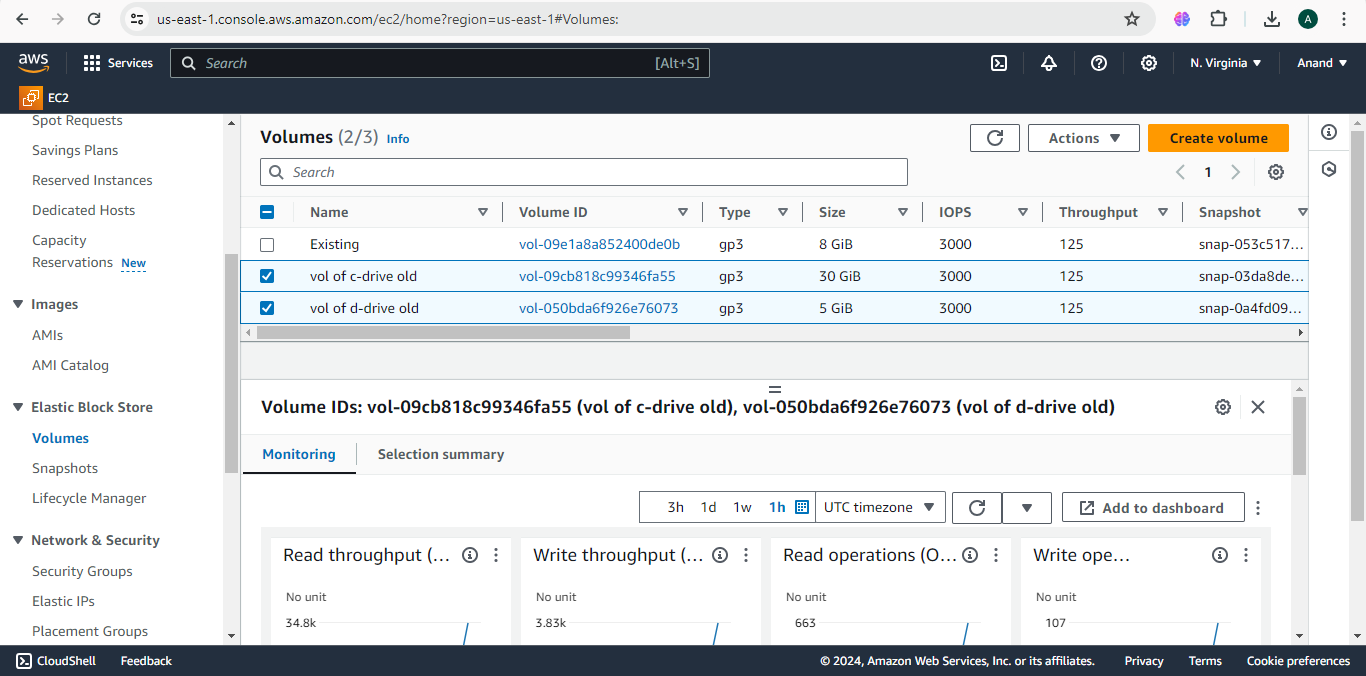 us-east-1.console.aws.amazon.com/ec2/home?region=us-east-1#Volumes:
A
aws
Services
Search
[Alt+S]
N. Virginia
Anand
EC2
Spot Requests
Savings Plans
Reserved Instances
Dedicated Hosts
Capacity
Reservations New
Images
AMIs
AMI Catalog
Elastic Block Store
Volumes
Snapshots
Lifecycle Manager
Network & Security
Security Groups
Elastic IPs
Placement Groups
Volumes (2/3) Info
Actions
Create volume
Search
1
Name Volume ID Type Size IOPS Throughput Snapshot
Existing vol-09e1a8a852400de0b gp3 8 GiB 3000 125 snap-053c517...
vol of c-drive old vol-09cb818c99346fa55 gp3 30 GiB 3000 125 snap-03da8de...
vol of d-drive old vol-050bda6f926e76073 gp3 5 GiB 3000 125 snap-0a4fd09...
Volume IDs: vol-09cb818c99346fa55 (vol of c-drive old), vol-050bda6f926e76073 (vol of d-drive old)
Monitoring
Selection summary
3h 1d 1w 1h UTC timezone
Add to dashboard
Read throughput (... Write throughput (... Read operations (O... Write ope...
No unit No unit No unit No unit
34.8k 3.83k 663 107
CloudShell Feedback © 2024, Amazon Web Services, Inc. or its affiliates. Privacy Terms Cookie preferences